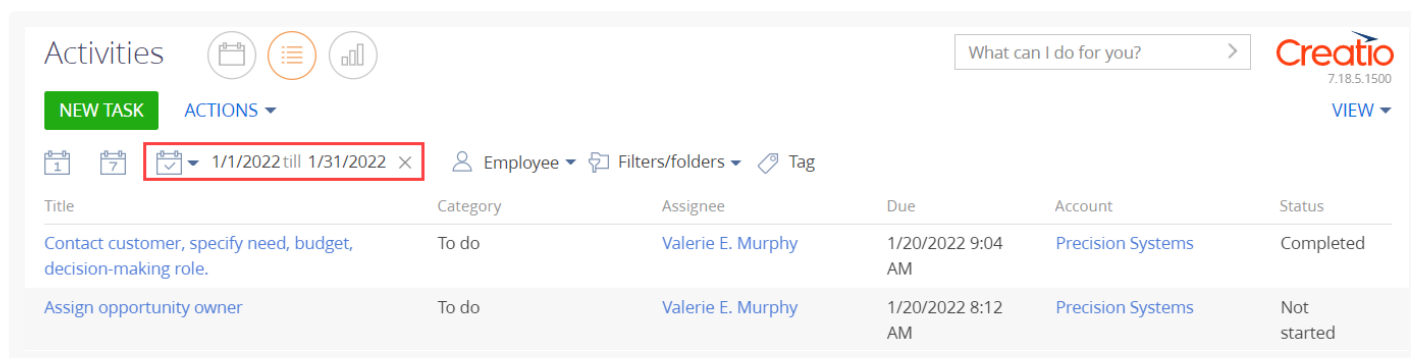 Activities
What can I do for you?
Creatio
7.18.5.1500
NEW TASK
ACTIONS
VIEW
1
7
1/1/2022 till 1/31/2022
Employee
Filters/folders
Tag
Title
Category
Assignee
Due
Account
Status
Contact customer, specify need, budget,
decision-making role.
To do
Valerie E. Murphy
1/20/2022 9:04
AM
Precision Systems
Completed
Assign opportunity owner
To do
Valerie E. Murphy
1/20/2022 8:12
AM
Precision Systems
Not
started